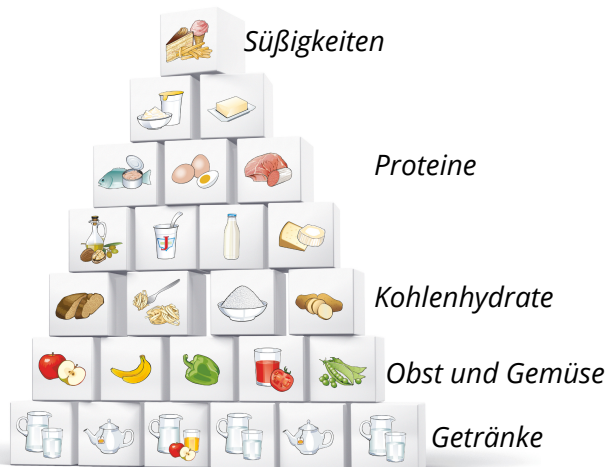 Süßigkeiten
Proteine
Kohlenhydrate
Obst und Gemüse
Getränke